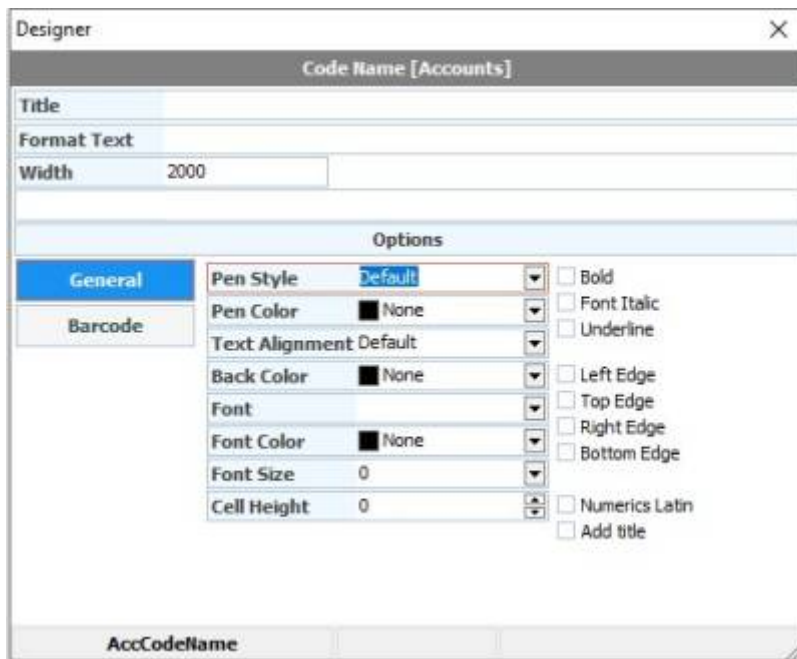 Designer
Code Name [Accounts]
Title
Format Text
Width 2000
Options
General
Barcode
Pen Style Default
Pen Color None
Text Alignment Default
Back Color None
Font
Font Color None
Font Size 0
Cell Height 0
Bold
Font Italic
Underline
Left Edge
Top Edge
Right Edge
Bottom Edge
Numerics Latin
Add title
AccCodeName